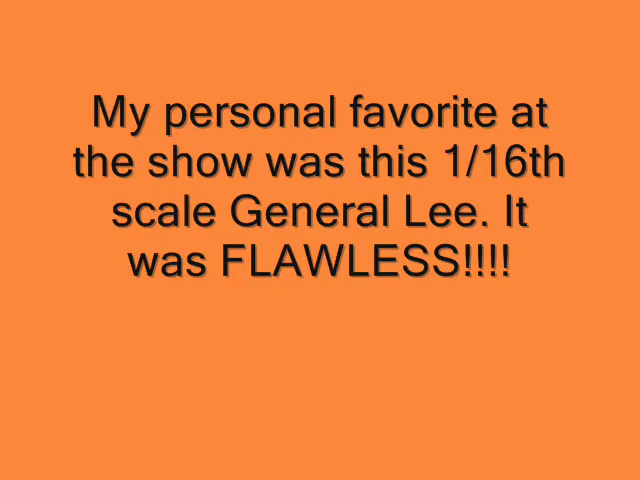 My personal favorite at
the show was this 1/16th
scale General Lee. It
was FLAWLESS!!!!